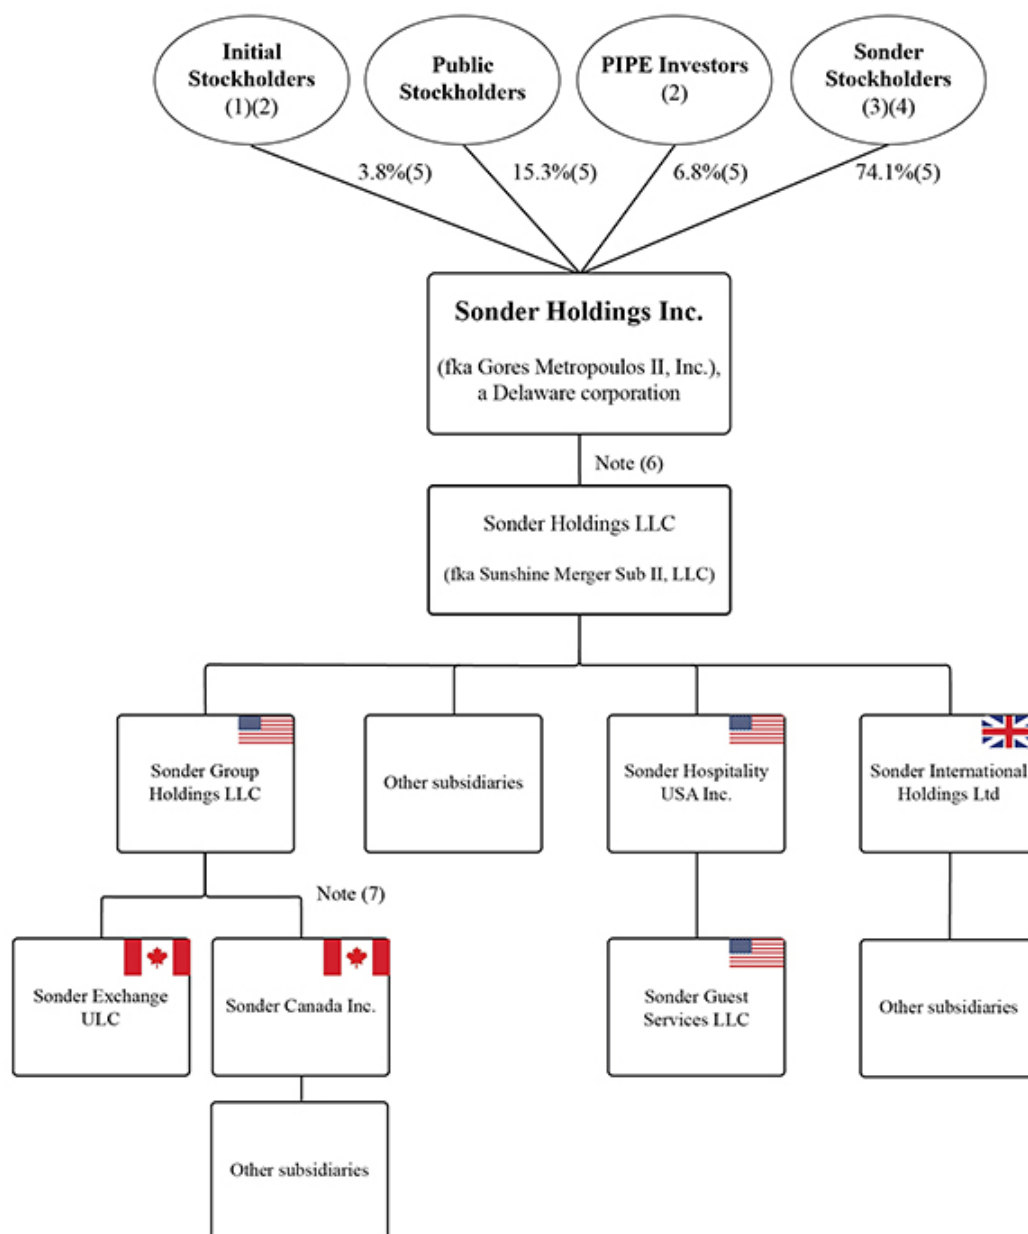 Initial
Stockholders
(1)(2)
Public
Stockholders
PIPE Investors
(2)
Sonder
Stockholders
(3)(4)
3.8%(5)
15.3%(5)
6.8%(5)
74.1%(5)
Sonder Holdings Inc.
(fka Gores Metropoulos II, Inc.),
a Delaware corporation
Note (6)
Sonder Holdings LLC
(fka Sunshine Merger Sub II, LLC)
Sonder Group
Holdings LLC
Other subsidiaries
Sonder Hospitality
USA Inc.
Sonder International
Holdings Ltd
Note (7)
Sonder Exchange
ULC
Sonder Canada Inc.
Sonder Guest
Services LLC
Other subsidiaries
Other subsidiaries